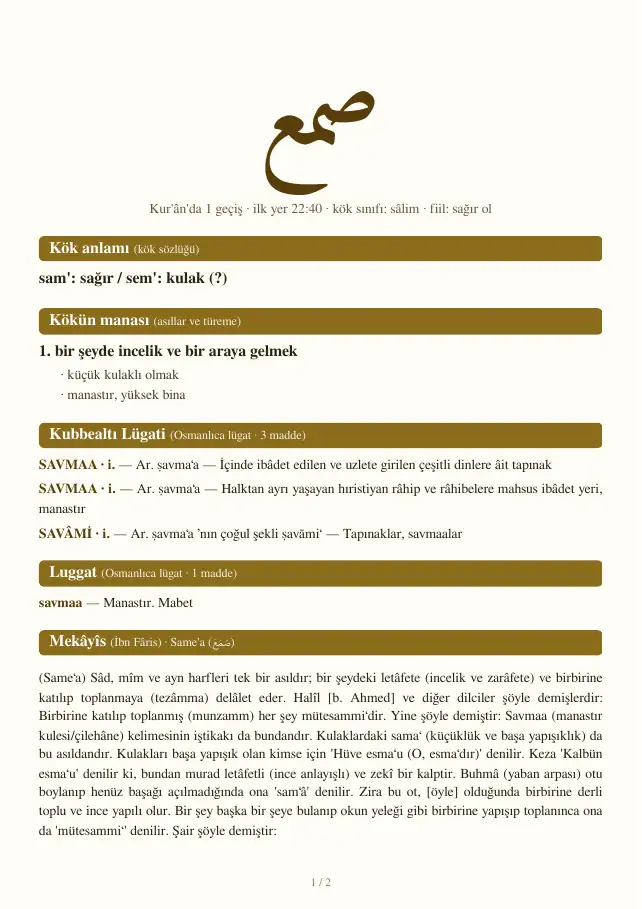 صمع
Kur'ân'da 1 geçiş · ilk yer 22:40 · kök sınıfı: sâlim · fiil: sağır ol
Kök anlamı (kök sözlüğü)
sam': sağır / sem': kulak (?)
Kökün manası (asıllar ve türeme)
1. bir şeyde incelik ve bir araya gelmek
· küçük kulaklı olmak
· manastır, yüksek bina
Kubbealtı Lügati (Osmanlıca lügat · 3 madde)
SAVMAA · i. — Ar. ṣavma‘a — İçinde ibâdet edilen ve uzlete girilen çeşitli dinlere âit tapınak
SAVMAA · i. — Ar. ṣavma‘a — Halktan ayrı yaşayan hıristiyan râhip ve râhibelere mahsus ibâdet yeri,
manastır
SAVÂMİ · i. — Ar. ṣavma‘a ’nın çoğul şekli ṣavāmi‘ — Tapınaklar, savmaalar
Luggat (Osmanlıca lügat · 1 madde)
savmaa — Manastır. Mabet
Mekâyîs (İbn Fâris) · Same'a (صَمَعَ)
(Same‘a) Sâd, mîm ve ayn harfleri tek bir asıldır; bir şeydeki letâfete (incelik ve zarâfete) ve birbirine
katılıp toplanmaya (tezâmma) delâlet eder. Halîl [b. Ahmed] ve diğer dilciler şöyle demişlerdir:
Birbirine katılıp toplanmış (munzamm) her şey mütesammi‘dir. Yine şöyle demiştir: Savmaa (manastır
kulesi/çilehâne) kelimesinin iştikakı da bundandır. Kulaklardaki sama‘ (küçüklük ve başa yapışıklık) da
bu asıldandır. Kulakları başa yapışık olan kimse için 'Hüve esma‘u (O, esma‘dır)' denilir. Keza 'Kalbün
esma‘u' denilir ki, bundan murad letâfetli (ince anlayışlı) ve zekî bir kalptir. Buhmâ (yaban arpası) otu
boylanıp henüz başağı açılmadığında ona 'sam‘â' denilir. Zira bu ot, [öyle] olduğunda birbirine derli
toplu ve ince yapılı olur. Bir şey başka bir şeye bulanıp okun yeleği gibi birbirine yapışıp toplanınca ona
da 'mütesammi‘' denilir. Şair şöyle demiştir:
1 / 2